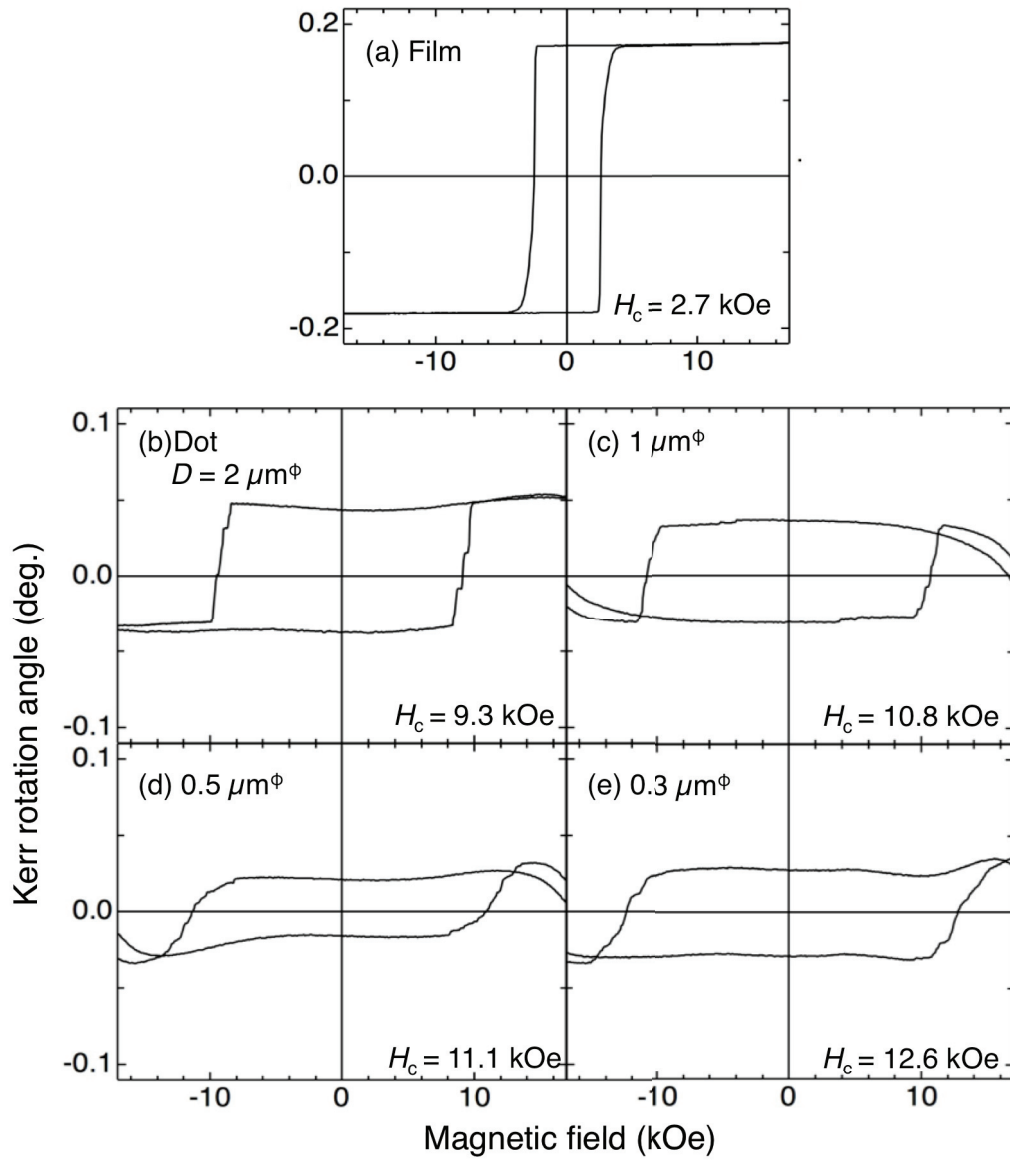 0.2
(a) Film
0.0
-0.2
H_c = 2.7 kOe
-10 0 10
0.1
(b)Dot
D = 2 μm^ϕ
(c) 1 μm^ϕ
0.0
-0.1
H_c = 9.3 kOe
H_c = 10.8 kOe
0.1
(d) 0.5 μm^ϕ
(e) 0.3 μm^ϕ
0.0
-0.1
H_c = 11.1 kOe
H_c = 12.6 kOe
-10 0 10 -10 0 10
Kerr rotation angle (deg.)
Magnetic field (kOe)